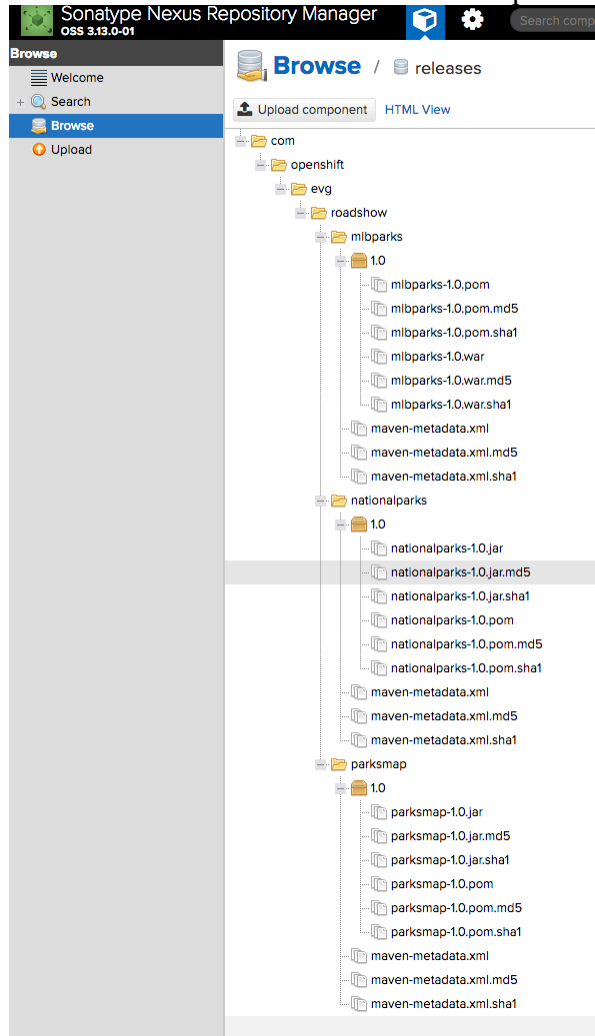 Sonatype Nexus Repository Manager
OSS 3.13.0-01
Search comp
Browse
Welcome
Search
Browse
Upload
Browse / releases
Upload component HTML View
com
openshift
evg
roadshow
mlbparks
1.0
mlbparks-1.0.pom
mlbparks-1.0.pom.md5
mlbparks-1.0.pom.sha1
mlbparks-1.0.war
mlbparks-1.0.war.md5
mlbparks-1.0.war.sha1
maven-metadata.xml
maven-metadata.xml.md5
maven-metadata.xml.sha1
nationalparks
1.0
nationalparks-1.0.jar
nationalparks-1.0.jar.md5
nationalparks-1.0.jar.sha1
nationalparks-1.0.pom
nationalparks-1.0.pom.md5
nationalparks-1.0.pom.sha1
maven-metadata.xml
maven-metadata.xml.md5
maven-metadata.xml.sha1
parksmap
1.0
parksmap-1.0.jar
parksmap-1.0.jar.md5
parksmap-1.0.jar.sha1
parksmap-1.0.pom
parksmap-1.0.pom.md5
parksmap-1.0.pom.sha1
maven-metadata.xml
maven-metadata.xml.md5
maven-metadata.xml.sha1